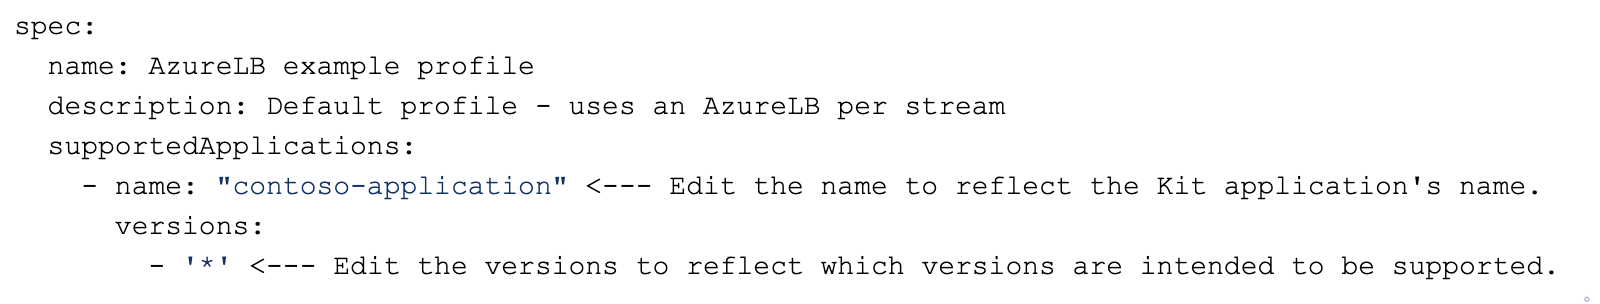 spec:
  name: AzureLB example profile
  description: Default profile - uses an AzureLB per stream
  supportedApplications:
    - name: "contoso-application" <--- Edit the name to reflect the Kit application's name.
      versions:
        - '*' <--- Edit the versions to reflect which versions are intended to be supported.